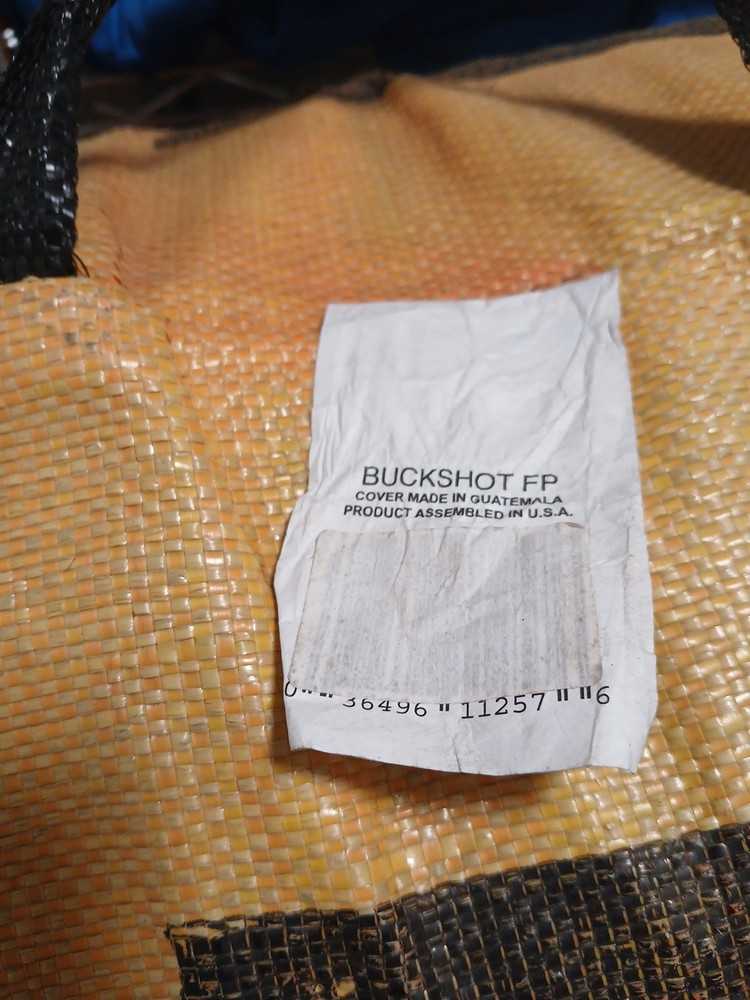 BUCKSHOT FP
COVER MADE IN GUATEMALA
PRODUCT ASSEMBLED IN U.S.A.
0 36496 11257 6